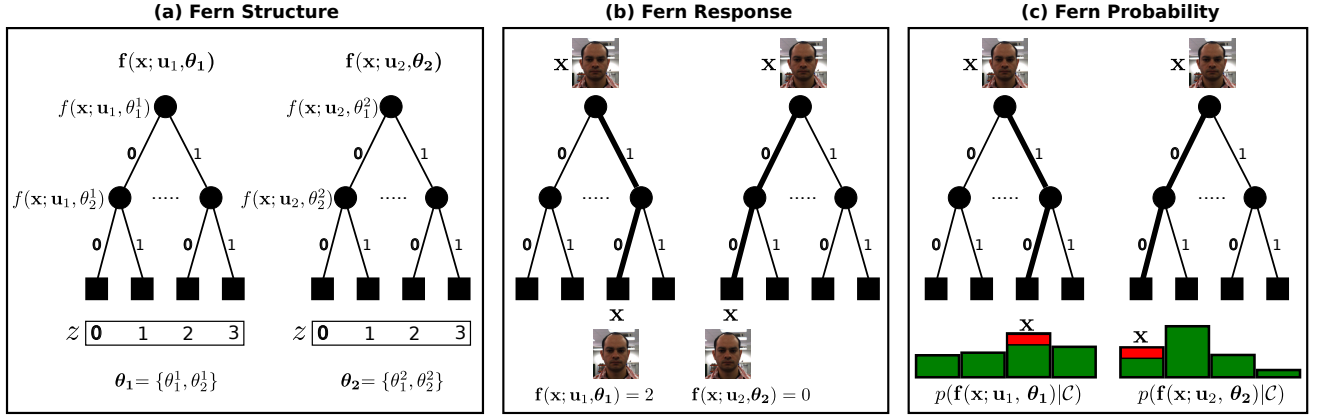 (a) Fern Structure
f(x; u₁,θ₁) f(x; u₂,θ₂)
f(x; u₁, θ₁¹) f(x; u₂, θ₁²)
0 1 0 1
f(x; u₁, θ₂¹) ..... f(x; u₂, θ₂²) .....
0 1 0 1 0 1 0 1
z 0 1 2 3 z 0 1 2 3
θ₁= {θ₁¹, θ₂¹} θ₂= {θ₁², θ₂²}
(b) Fern Response
x x
0 1 0 1
..... .....
0 1 0 1 0 1 0 1
x x
f(x; u₁,θ₁) = 2 f(x; u₂,θ₂) = 0
(c) Fern Probability
x x
0 1 0 1
..... .....
0 1 0 1 0 1 0 1
x x
p(f(x; u₁, θ₁)|C) p(f(x; u₂, θ₂)|C)